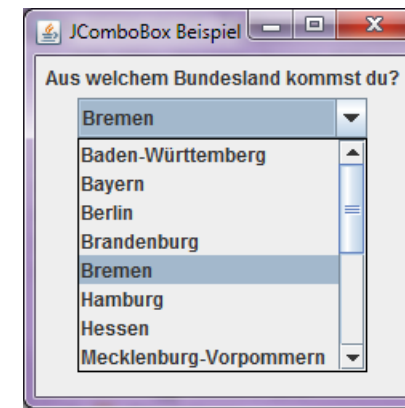 JComboBox Beispiel
Aus welchem Bundesland kommst du?
Bremen
Baden-Württemberg
Bayern
Berlin
Brandenburg
Bremen
Hamburg
Hessen
Mecklenburg-Vorpommern